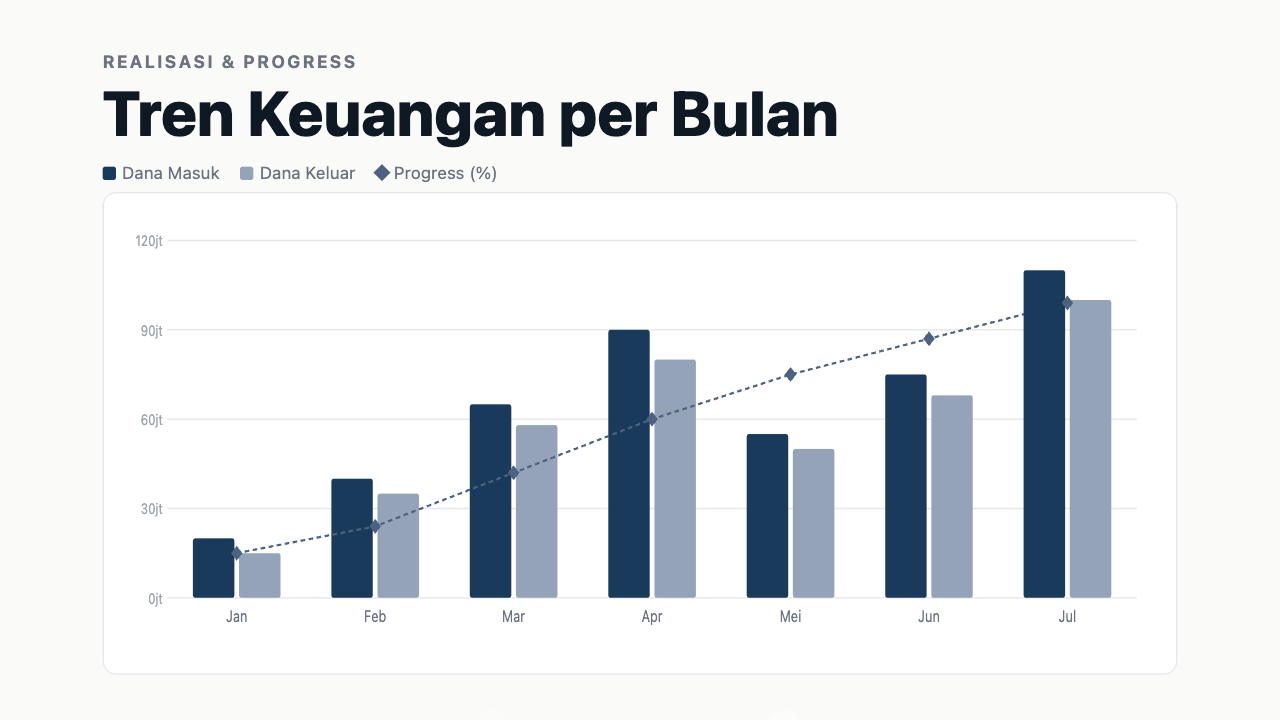 REALISASI & PROGRESS
Tren Keuangan per Bulan
Dana Masuk Dana Keluar Progress (%)
120jt
90jt
60jt
30jt
0jt
Jan Feb Mar Apr Mei Jun Jul